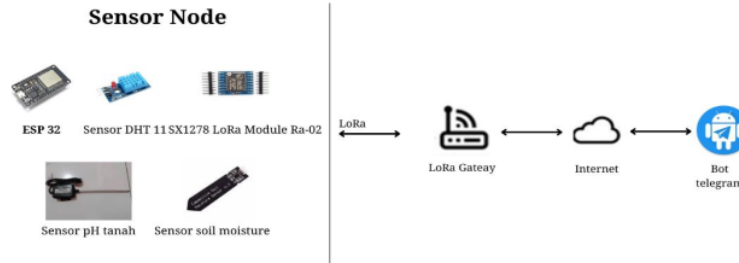 Sensor Node
ESP 32
Sensor DHT 11
SX1278 LoRa Module Ra-02
Sensor pH tanah
Sensor soil moisture
LoRa
LoRa Gateay
Internet
Bot
telegram